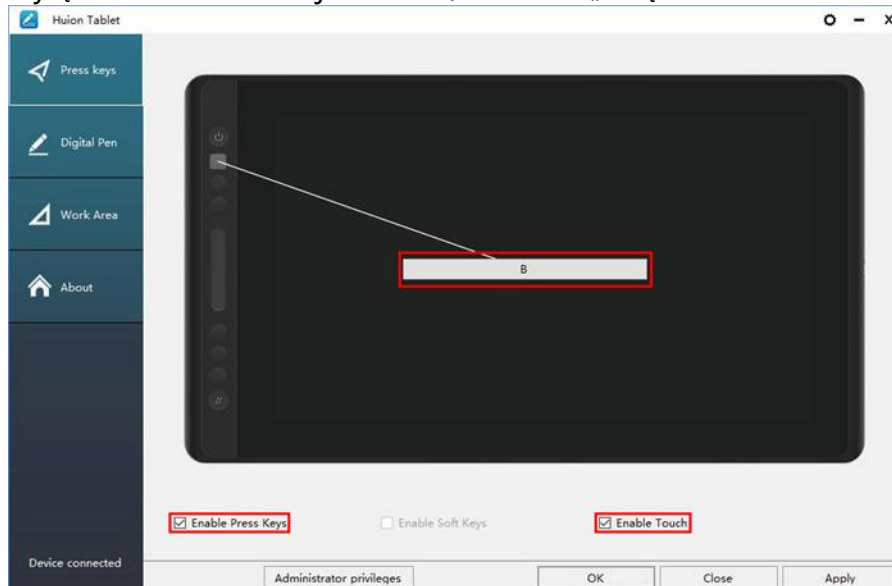 Huion Tablet
Press keys
Digital Pen
Work Area
About
B
Enable Press Keys
Enable Soft Keys
Enable Touch
Device connected
Administrator privileges
OK
Close
Apply